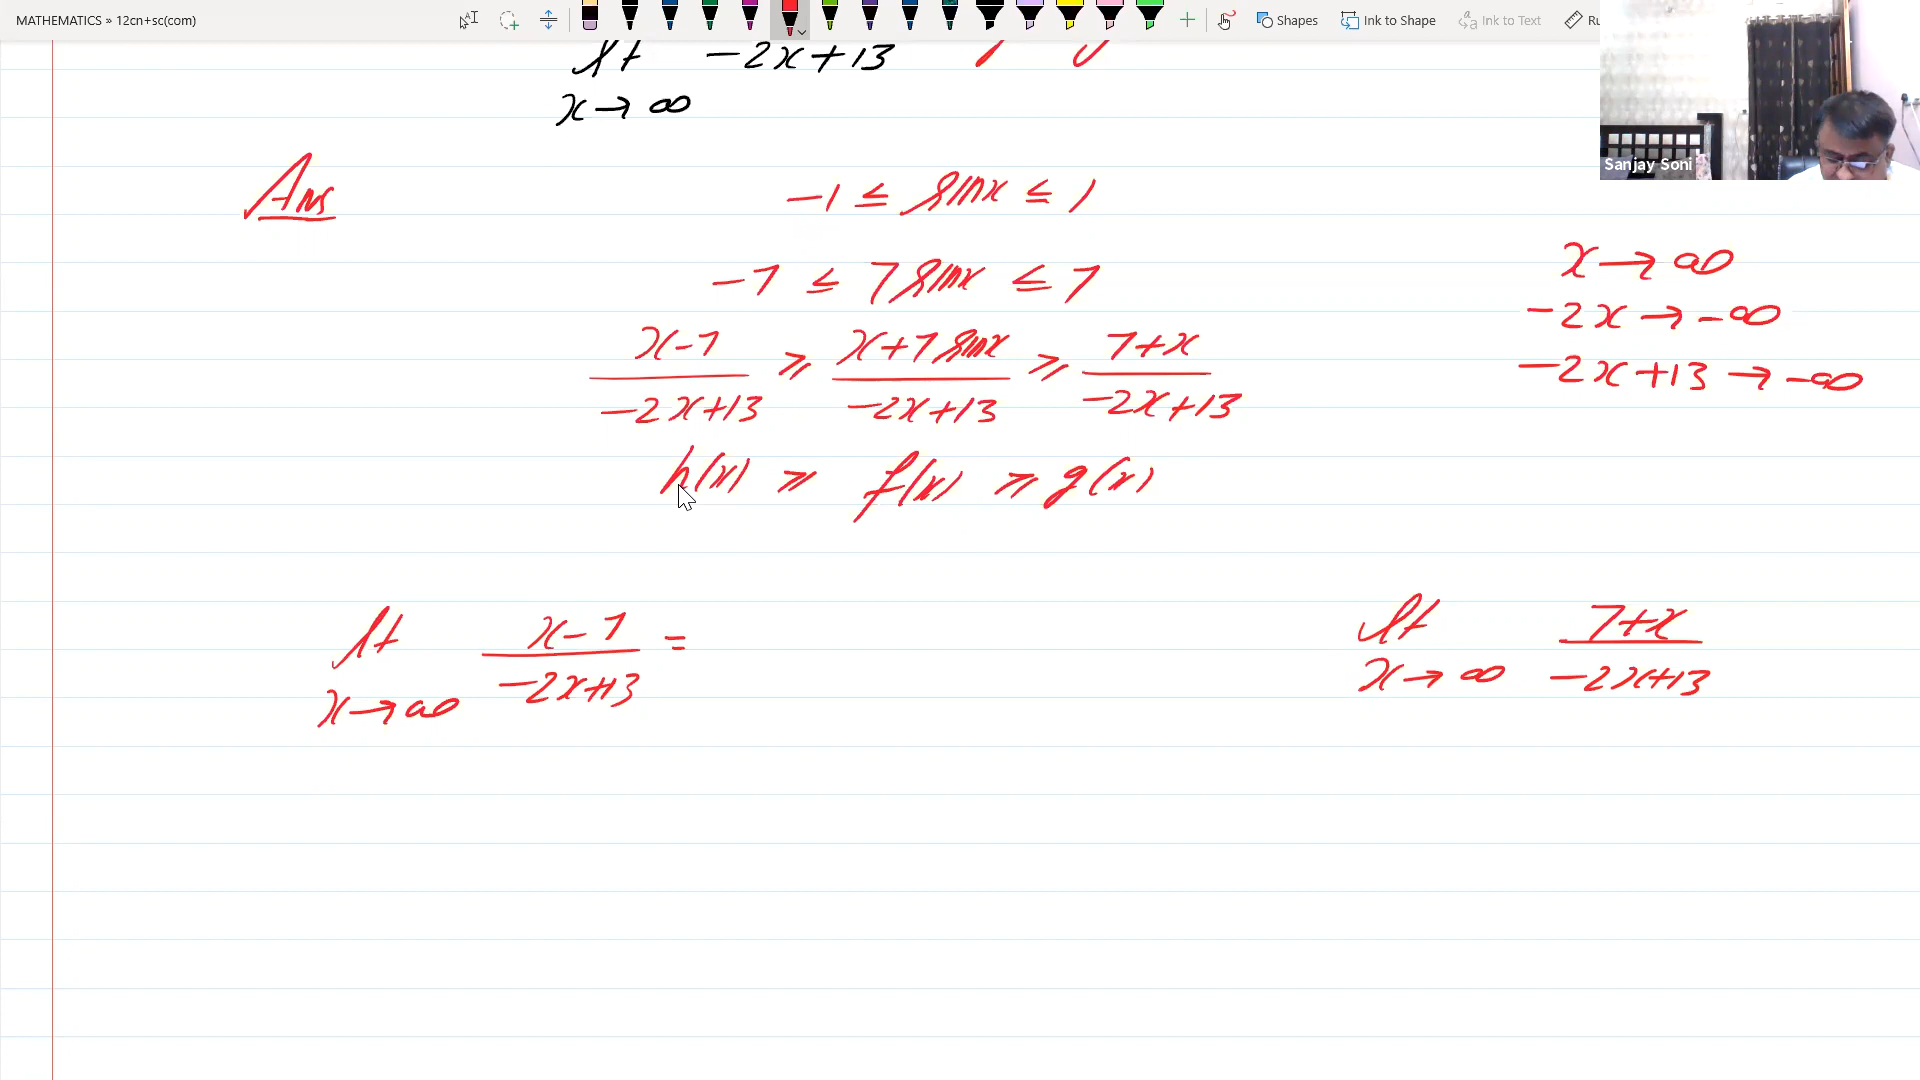 MATHEMATICS » 12cn+sc(com)
Shapes Ink to Shape Ink to Text
lt -2x+13
x→∞
Sanjay Soni
Ans
-1 ≤ sinx ≤ 1
-7 ≤ 7sinx ≤ 7
x→∞
-2x→-∞
-2x+13→-∞
x-7 / -2x+13 ≥ x+7sinx / -2x+13 ≥ 7+x / -2x+13
h(x) ≥ f(x) ≥ g(x)
lt x→∞ x-7 / -2x+13 =
lt x→∞ 7+x / -2x+13